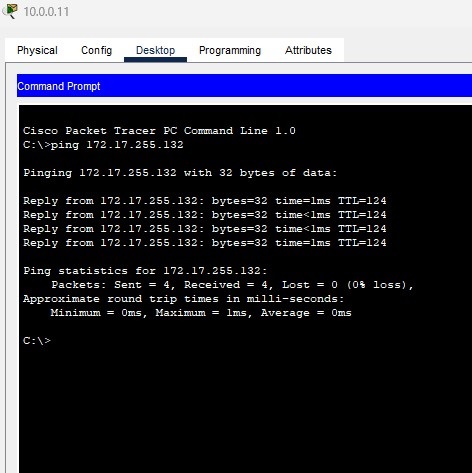 10.0.0.11
Physical Config Desktop Programming Attributes
Command Prompt
Cisco Packet Tracer PC Command Line 1.0
C:\>ping 172.17.255.132
Pinging 172.17.255.132 with 32 bytes of data:
Reply from 172.17.255.132: bytes=32 time=1ms TTL=124
Reply from 172.17.255.132: bytes=32 time<1ms TTL=124
Reply from 172.17.255.132: bytes=32 time<1ms TTL=124
Reply from 172.17.255.132: bytes=32 time=1ms TTL=124
Ping statistics for 172.17.255.132:
Packets: Sent = 4, Received = 4, Lost = 0 (0% loss),
Approximate round trip times in milli-seconds:
Minimum = 0ms, Maximum = 1ms, Average = 0ms
C:\>